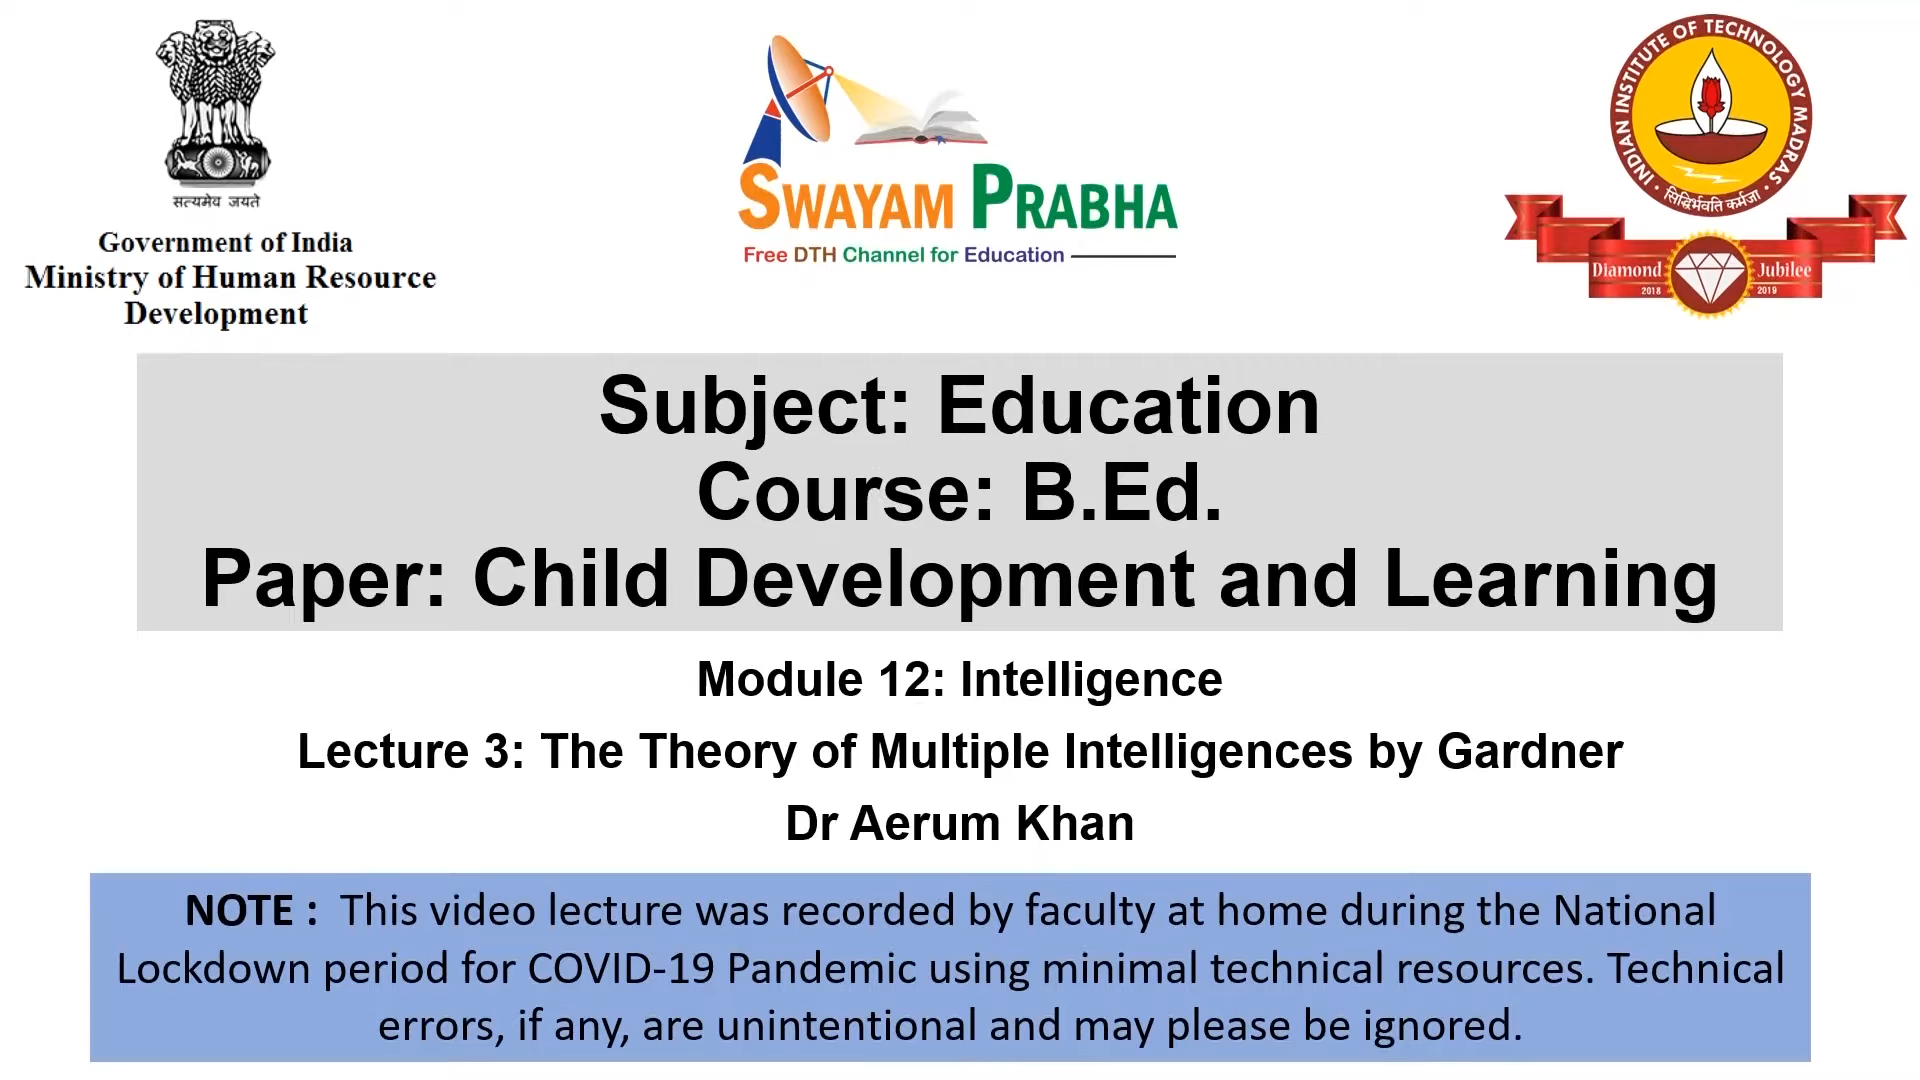 सत्यमेव जयते
Government of India
Ministry of Human Resource
Development
SWAYAM PRABHA
Free DTH Channel for Education
INDIAN INSTITUTE OF TECHNOLOGY MADRAS
सिद्धिर्भवति कर्मजा
Diamond Jubilee
2018 2019
Subject: Education
Course: B.Ed.
Paper: Child Development and Learning
Module 12: Intelligence
Lecture 3: The Theory of Multiple Intelligences by Gardner
Dr Aerum Khan
NOTE : This video lecture was recorded by faculty at home during the National
Lockdown period for COVID-19 Pandemic using minimal technical resources. Technical
errors, if any, are unintentional and may please be ignored.